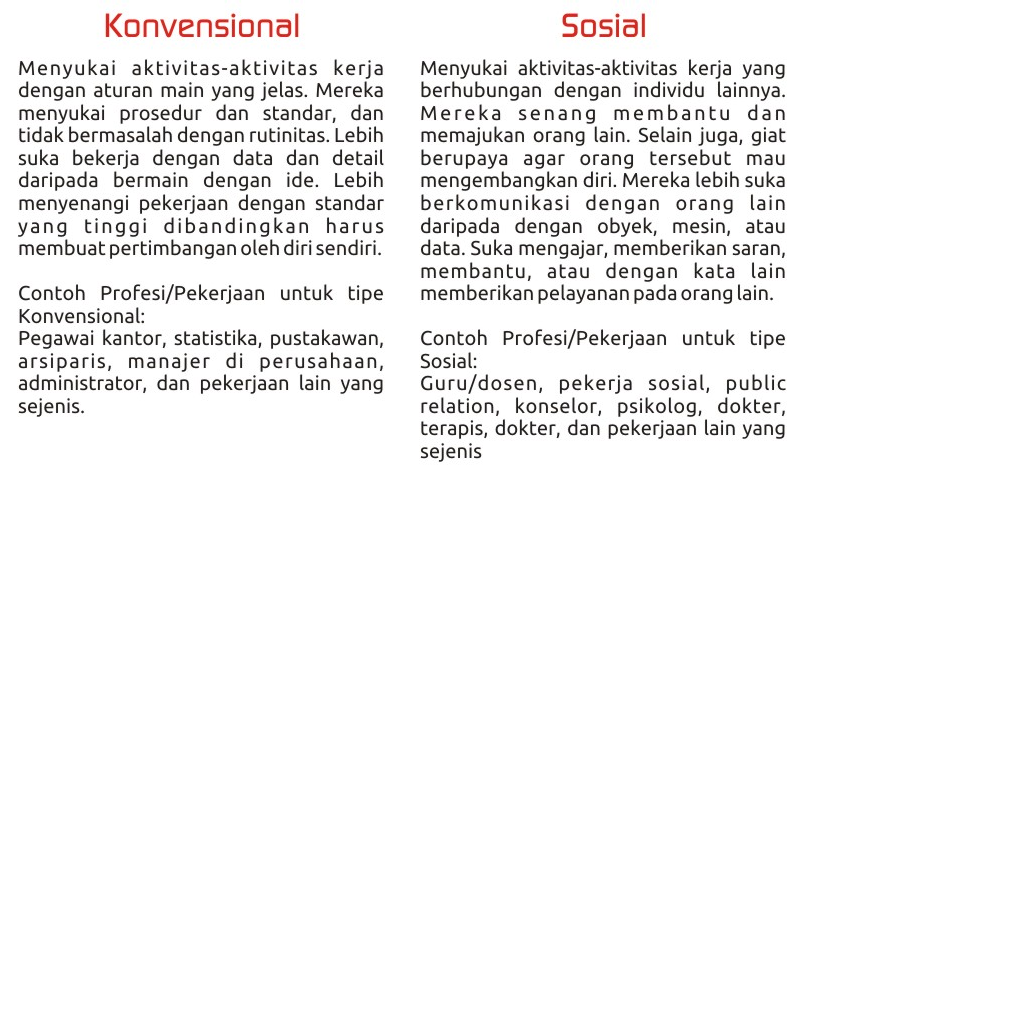 Konvensional
Menyukai aktivitas-aktivitas kerja
dengan aturan main yang jelas. Mereka
menyukai prosedur dan standar, dan
tidak bermasalah dengan rutinitas. Lebih
suka bekerja dengan data dan detail
daripada bermain dengan ide. Lebih
menyenangi pekerjaan dengan standar
yang tinggi dibandingkan harus
membuat pertimbangan oleh diri sendiri.
Contoh Profesi/Pekerjaan untuk tipe
Konvensional:
Pegawai kantor, statistika, pustakawan,
arsiparis, manajer di perusahaan,
administrator, dan pekerjaan lain yang
sejenis.
Sosial
Menyukai aktivitas-aktivitas kerja yang
berhubungan dengan individu lainnya.
Mereka senang membantu dan
memajukan orang lain. Selain juga, giat
berupaya agar orang tersebut mau
mengembangkan diri. Mereka lebih suka
berkomunikasi dengan orang lain
daripada dengan obyek, mesin, atau
data. Suka mengajar, memberikan saran,
membantu, atau dengan kata lain
memberikan pelayanan pada orang lain.
Contoh Profesi/Pekerjaan untuk tipe
Sosial:
Guru/dosen, pekerja sosial, public
relation, konselor, psikolog, dokter,
terapis, dokter, dan pekerjaan lain yang
sejenis